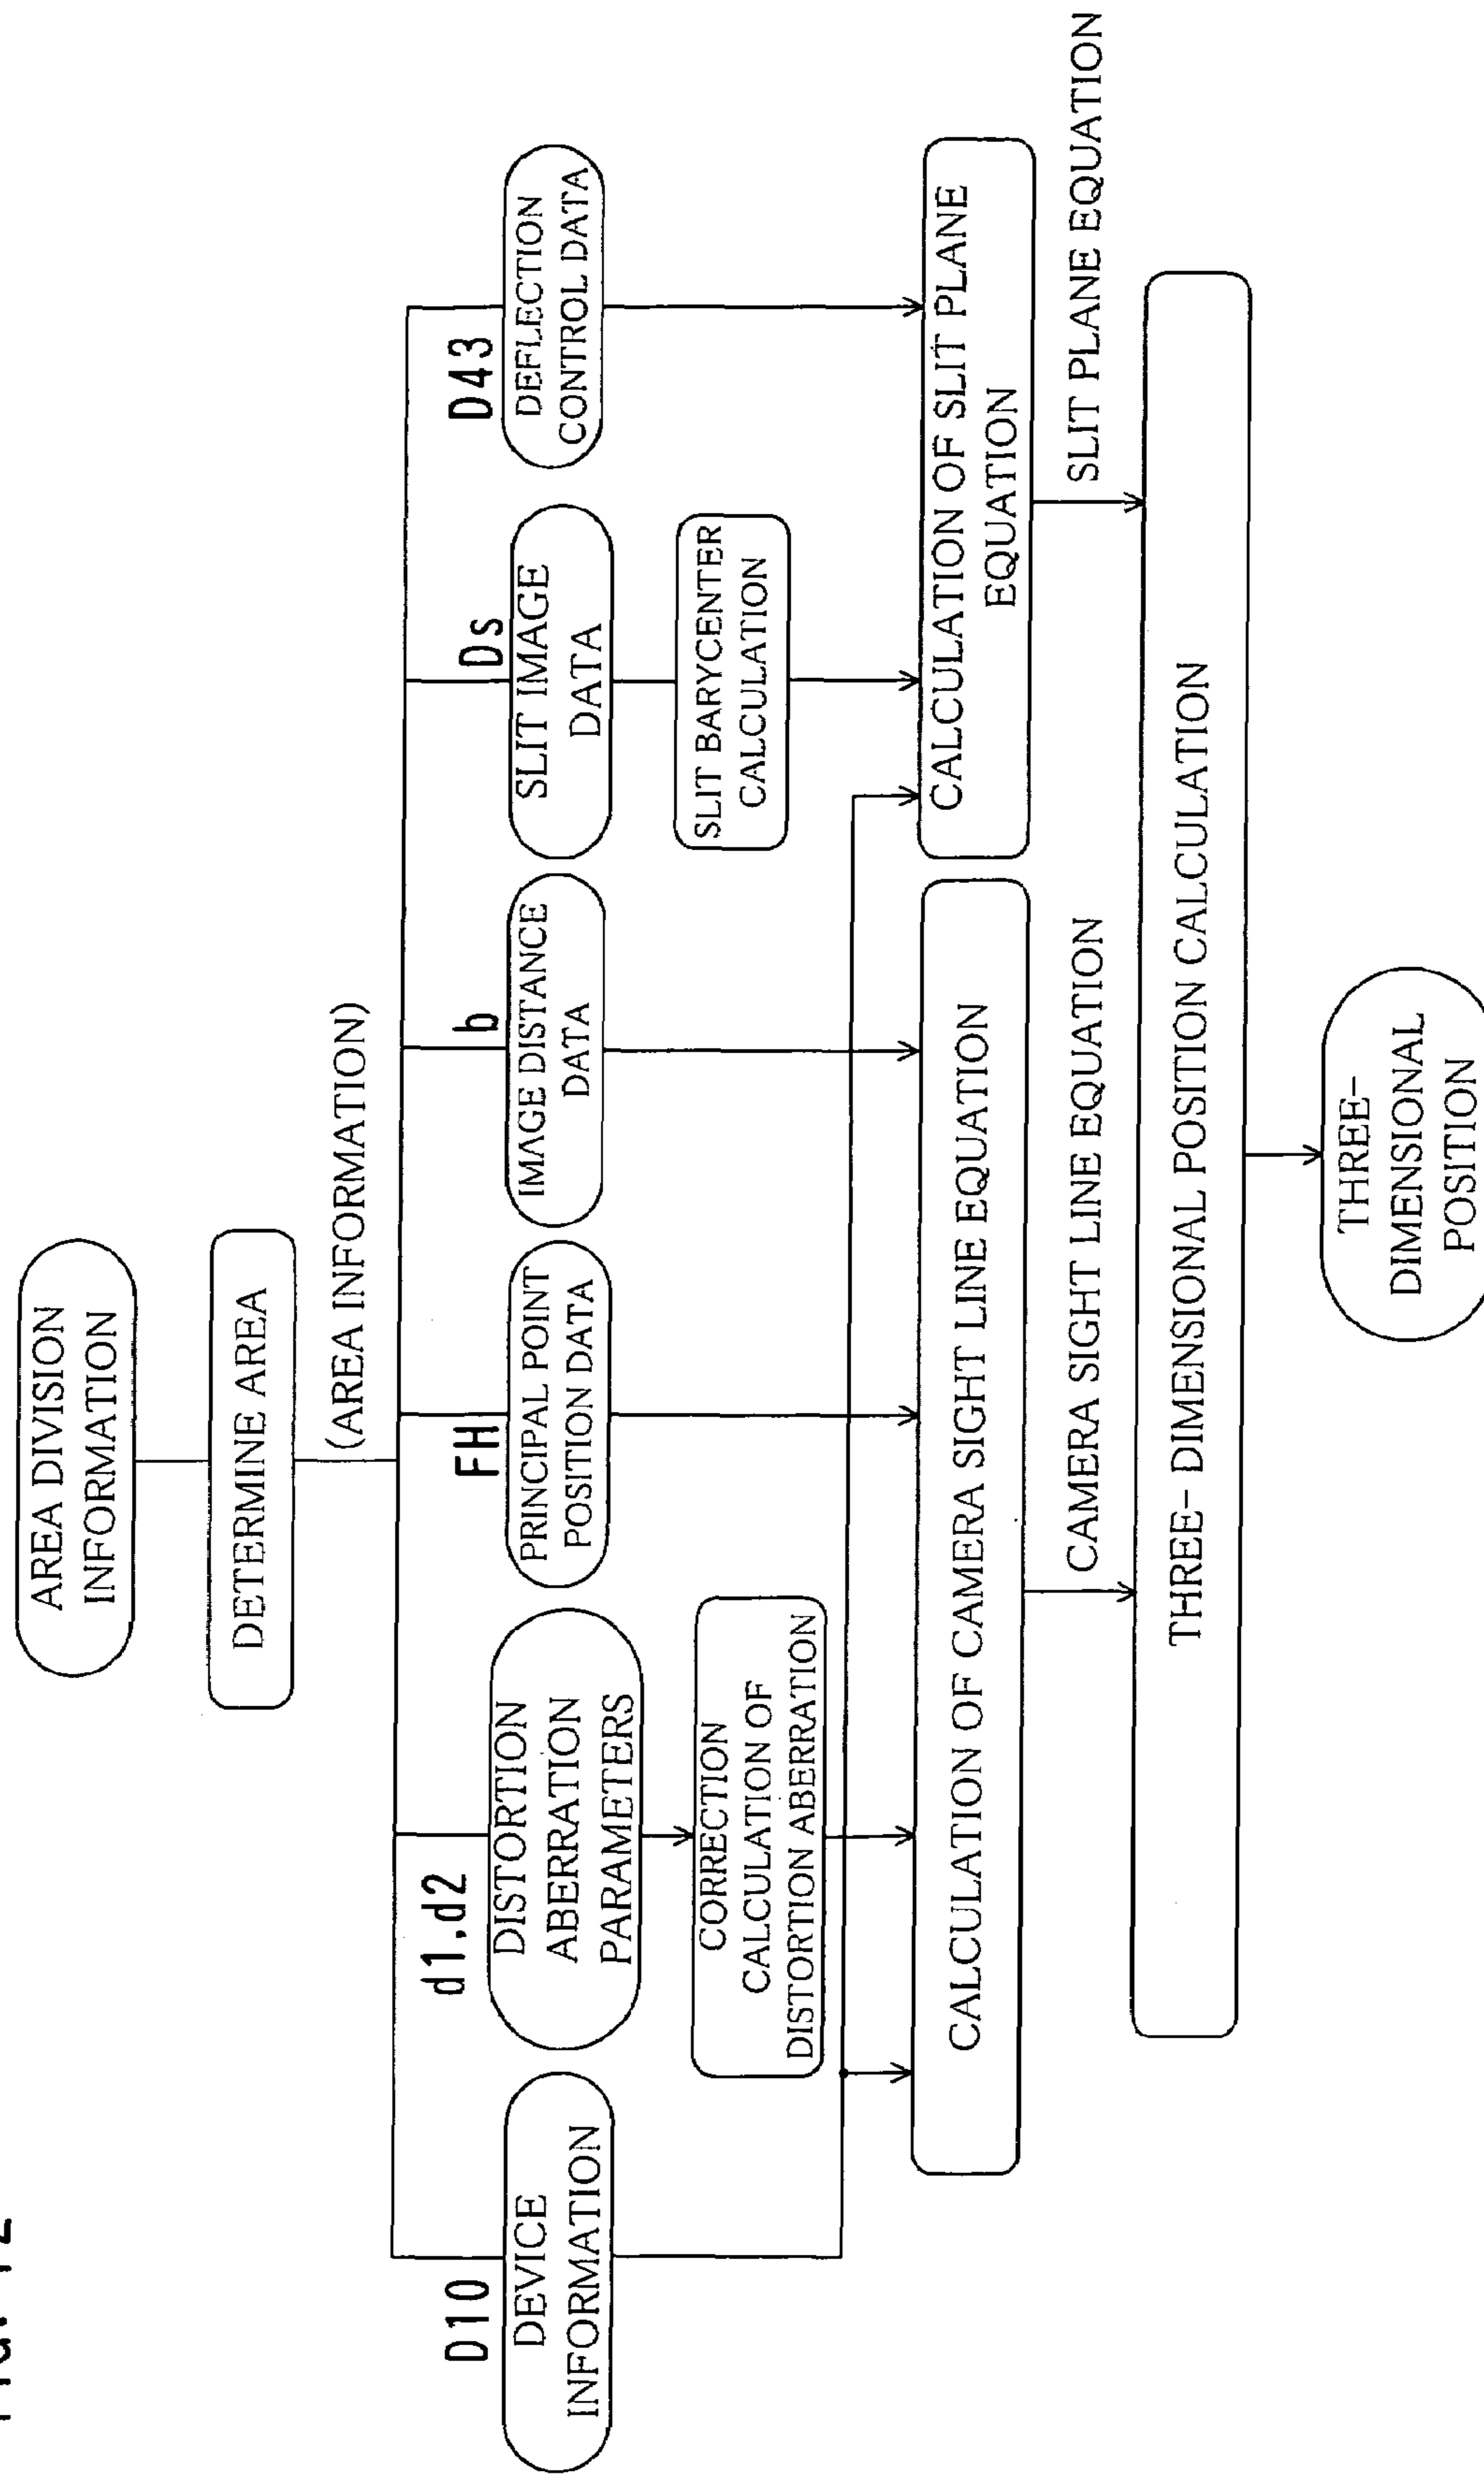 AREA DIVISION
INFORMATION
DETERMINE AREA
(AREA INFORMATION)
D10
DEVICE
INFORMATION
d1,d2
DISTORTION
ABERRATION
PARAMETERS
FH
PRINCIPAL POINT
POSITION DATA
b
IMAGE DISTANCE
DATA
Ds
SLIT IMAGE
DATA
D43
DEFLECTION
CONTROL DATA
CORRECTION
CALCULATION OF
DISTORTION ABERRATION
SLIT BARYCENTER
CALCULATION
CALCULATION OF CAMERA SIGHT LINE EQUATION
CALCULATION OF SLIT PLANE
EQUATION
CAMERA SIGHT LINE EQUATION
SLIT PLANE EQUATION
THREE- DIMENSIONAL POSITION CALCULATION
THREE-
DIMENSIONAL
POSITION